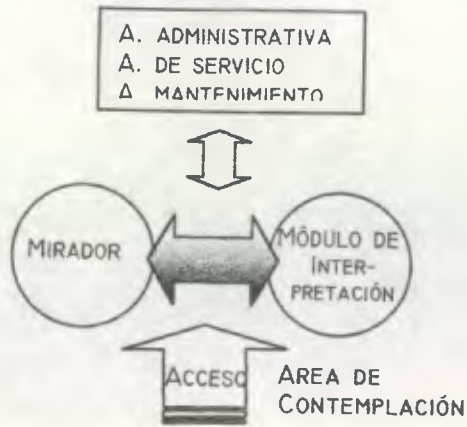 A. ADMINISTRATIVA
A. DE SERVICIO
A MANTENIMIENTO
MIRADOR
MÓDULO DE
INTER-
PRETACIÓN
ACCESO
AREA DE
CONTEMPLACIÓN